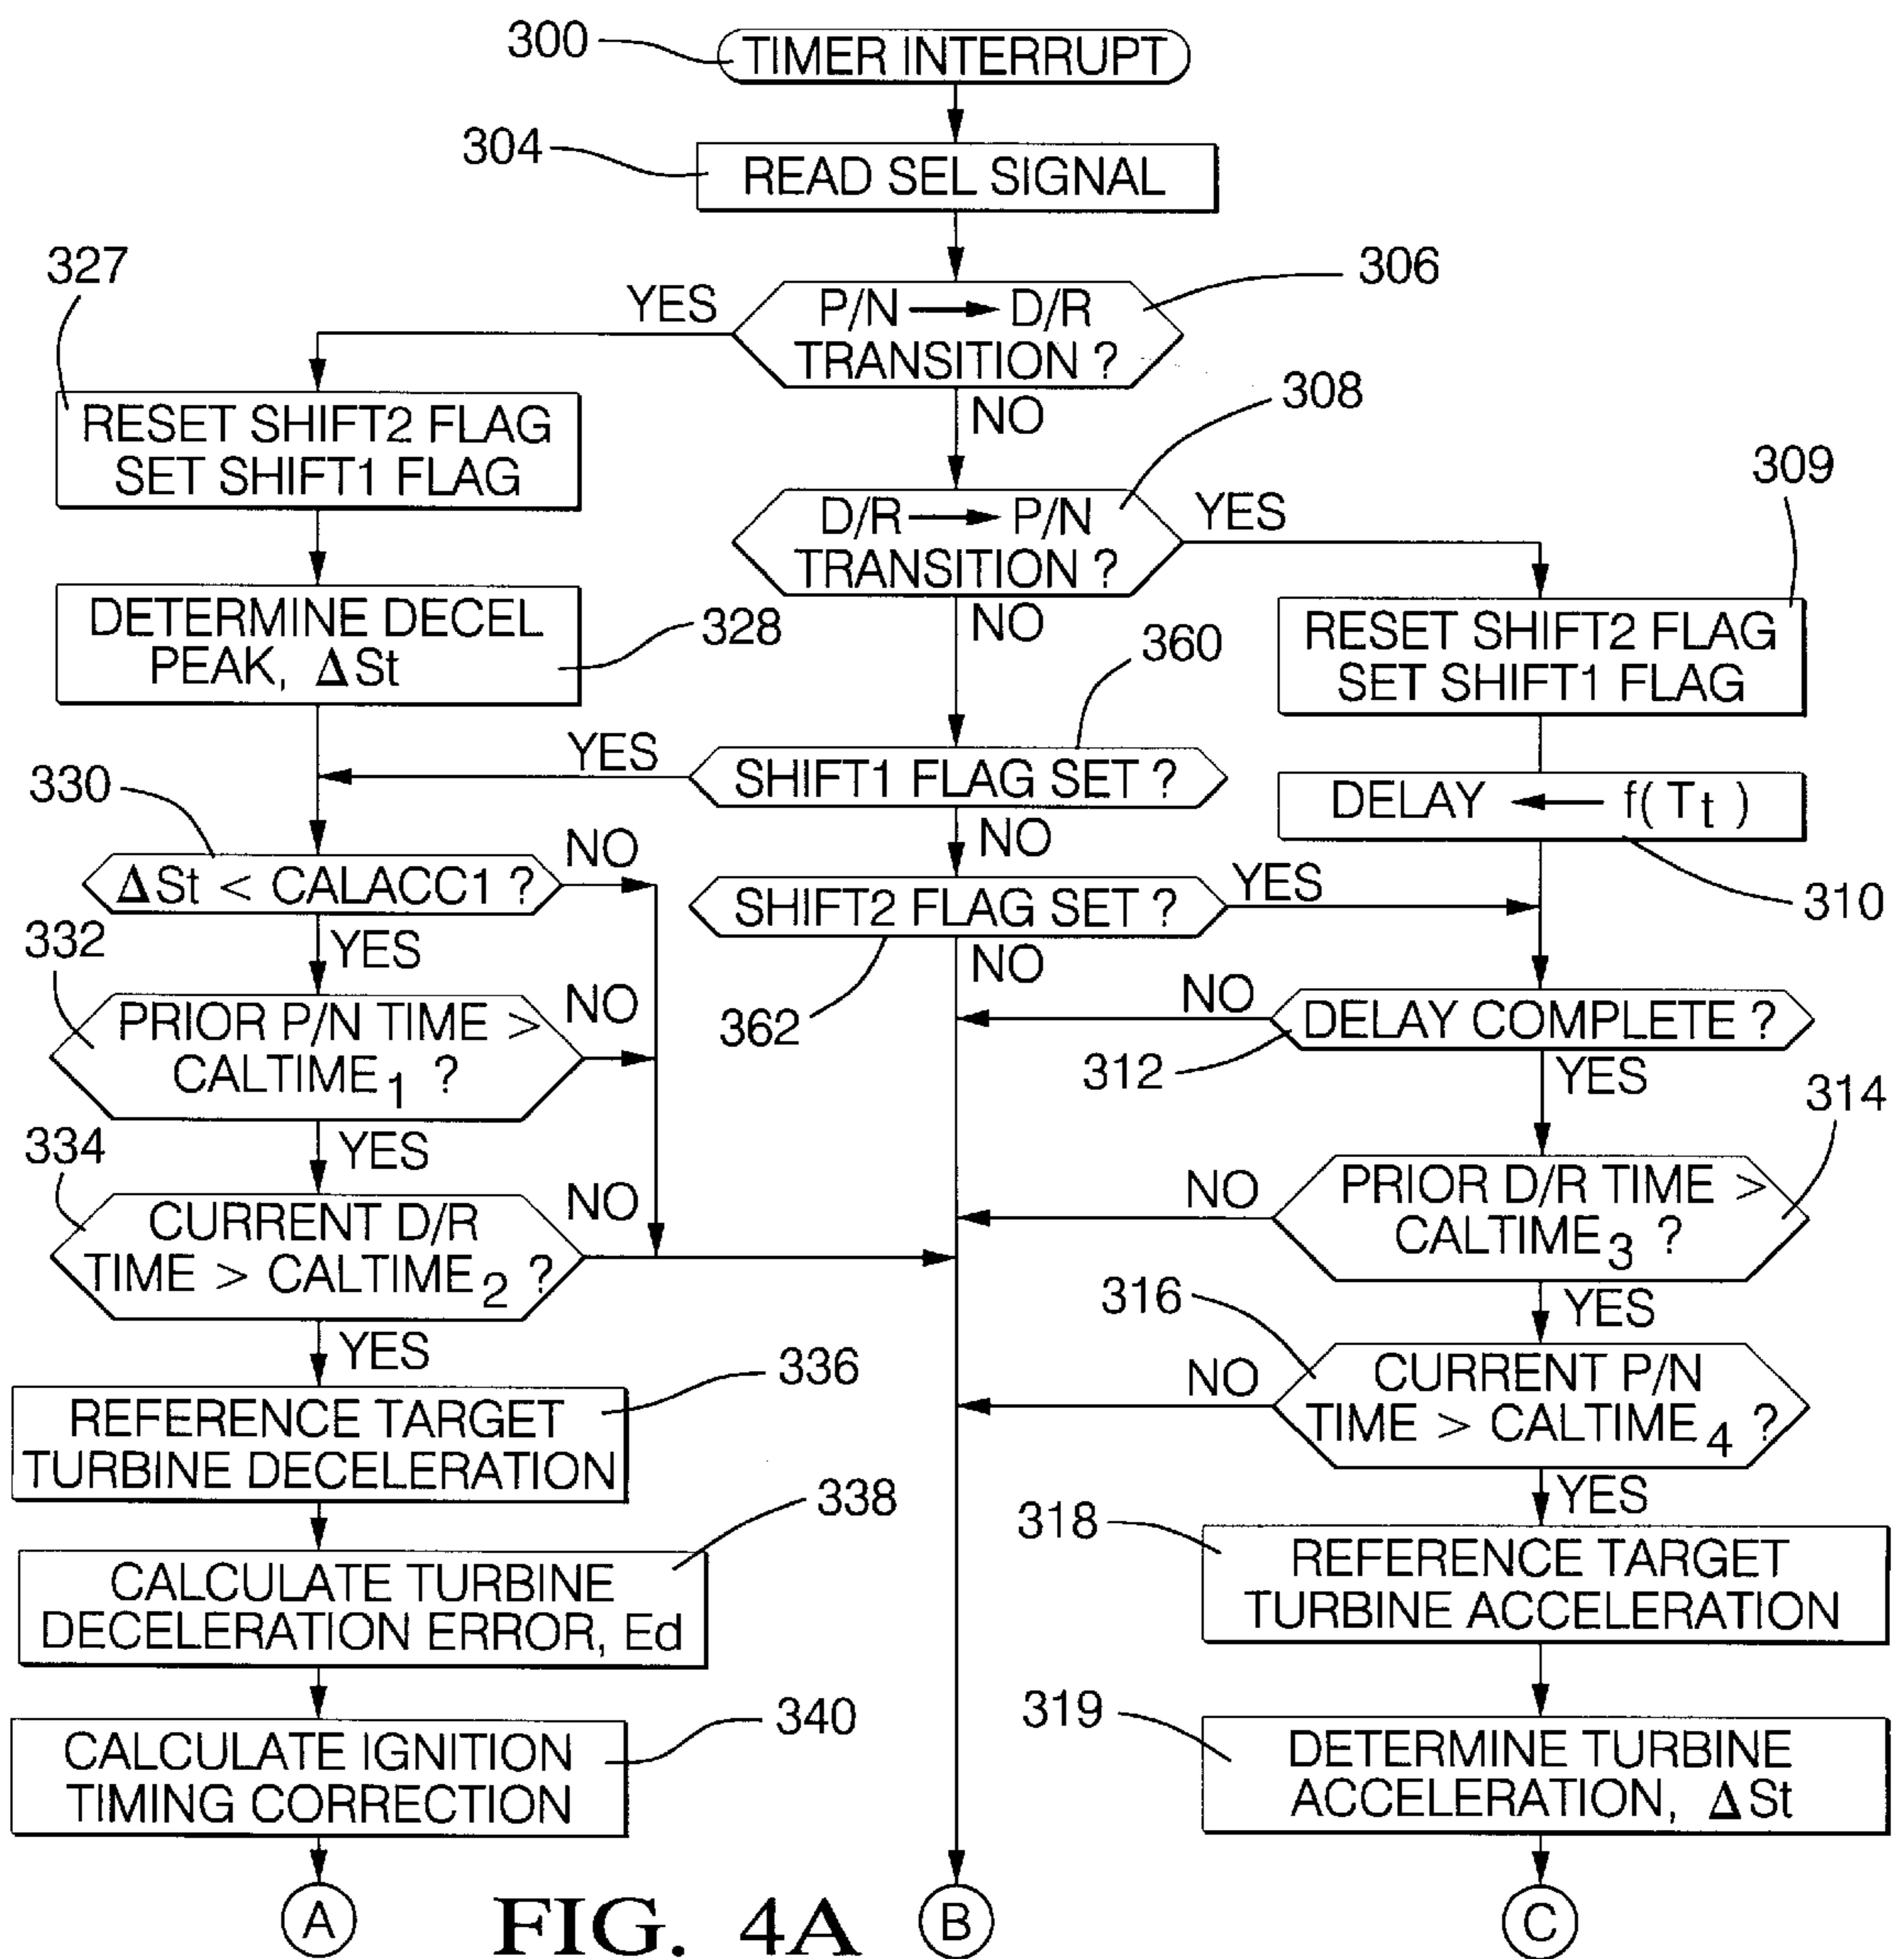 300
TIMER INTERRUPT
304
READ SEL SIGNAL
327
YES
P/N → D/R
TRANSITION ?
306
NO
308
RESET SHIFT2 FLAG
SET SHIFT1 FLAG
D/R → P/N
TRANSITION ?
YES
309
NO
DETERMINE DECEL
PEAK, ΔSt
328
360
RESET SHIFT2 FLAG
SET SHIFT1 FLAG
YES
SHIFT1 FLAG SET ?
NO
DELAY ← f( Tt )
310
330
ΔSt < CALACC1 ?
NO
YES
SHIFT2 FLAG SET ?
YES
NO
362
332
PRIOR P/N TIME >
CALTIME1 ?
NO
YES
NO
DELAY COMPLETE ?
312
YES
314
334
CURRENT D/R
TIME > CALTIME2 ?
NO
YES
NO
PRIOR D/R TIME >
CALTIME3 ?
YES
316
336
REFERENCE TARGET
TURBINE DECELERATION
NO
CURRENT P/N
TIME > CALTIME4 ?
YES
338
CALCULATE TURBINE
DECELERATION ERROR, Ed
318
REFERENCE TARGET
TURBINE ACCELERATION
340
CALCULATE IGNITION
TIMING CORRECTION
319
DETERMINE TURBINE
ACCELERATION, ΔSt
A
FIG. 4A
B
C